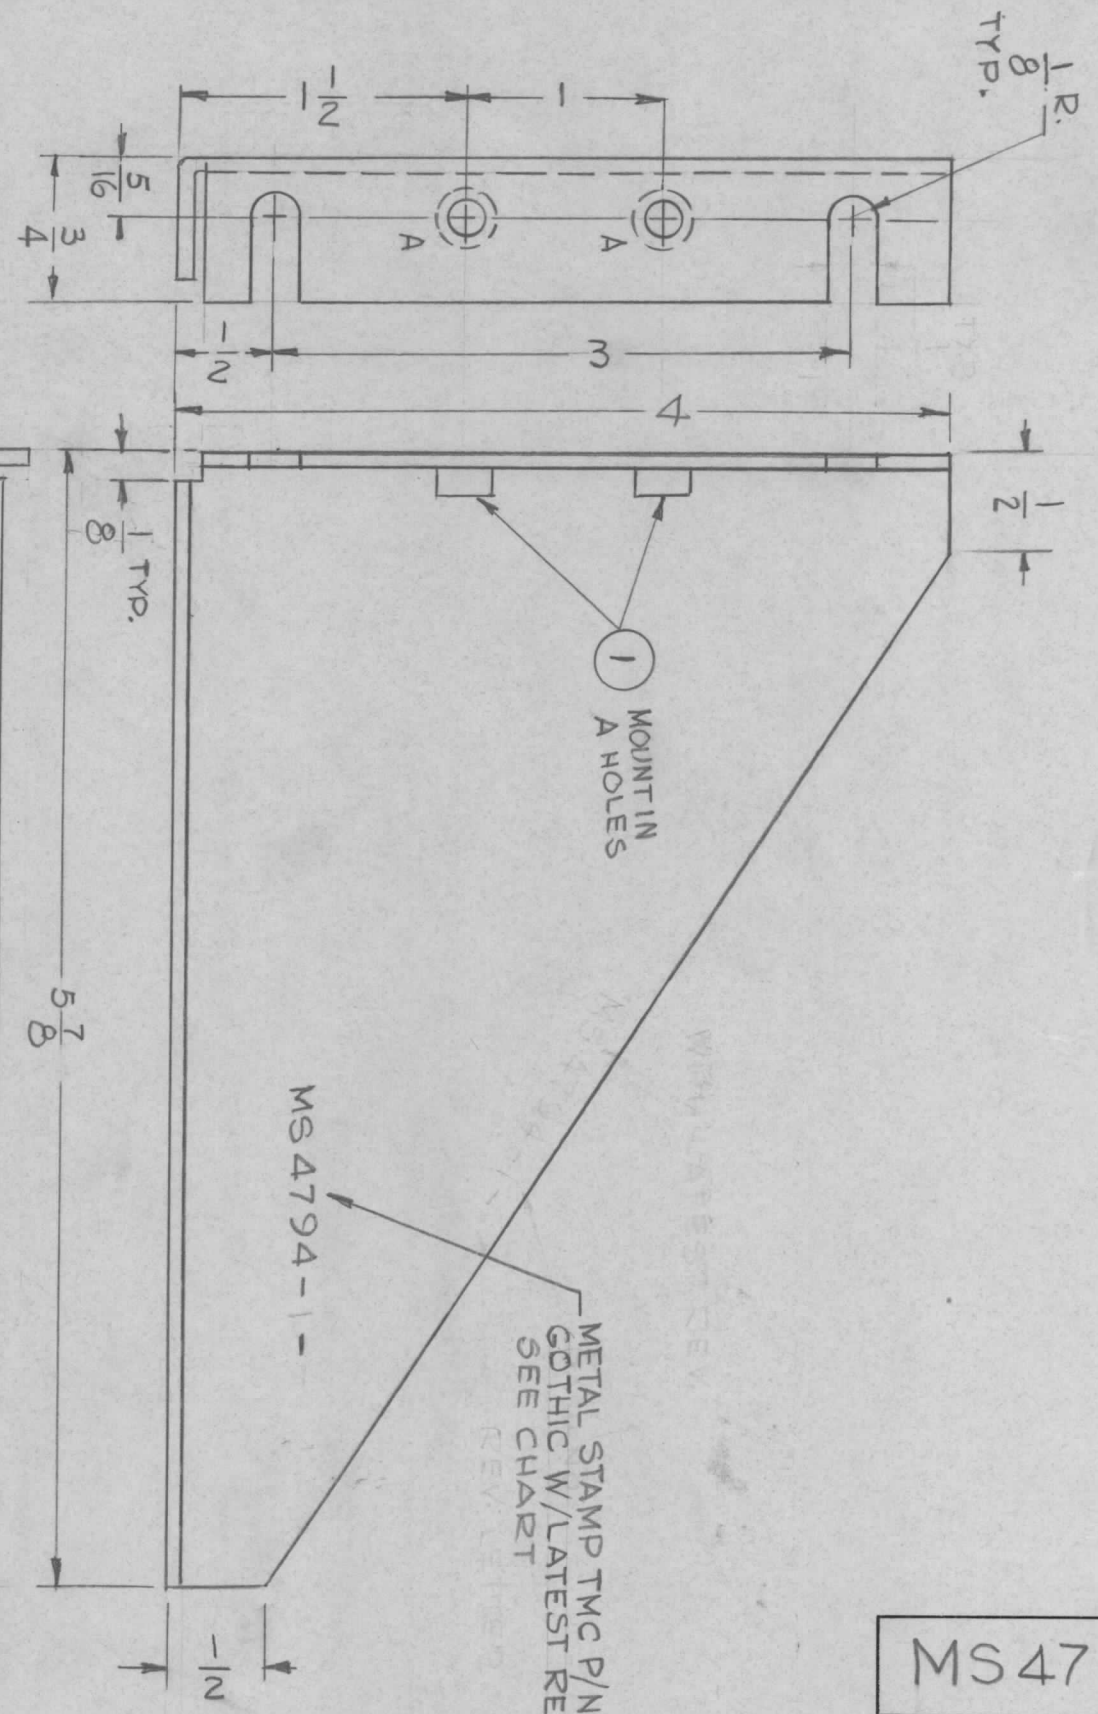 1/8 R.
TYP.
1 1/2
1
5/16
3/4
A
A
1/2
3
4
1/8 TYP.
1/2
1
MOUNT IN
A HOLES
5 7/8
MS4794-1-
METAL STAMP TMC P/N
GOTHIC W/LATEST RE
SEE CHART
1/2
MS47